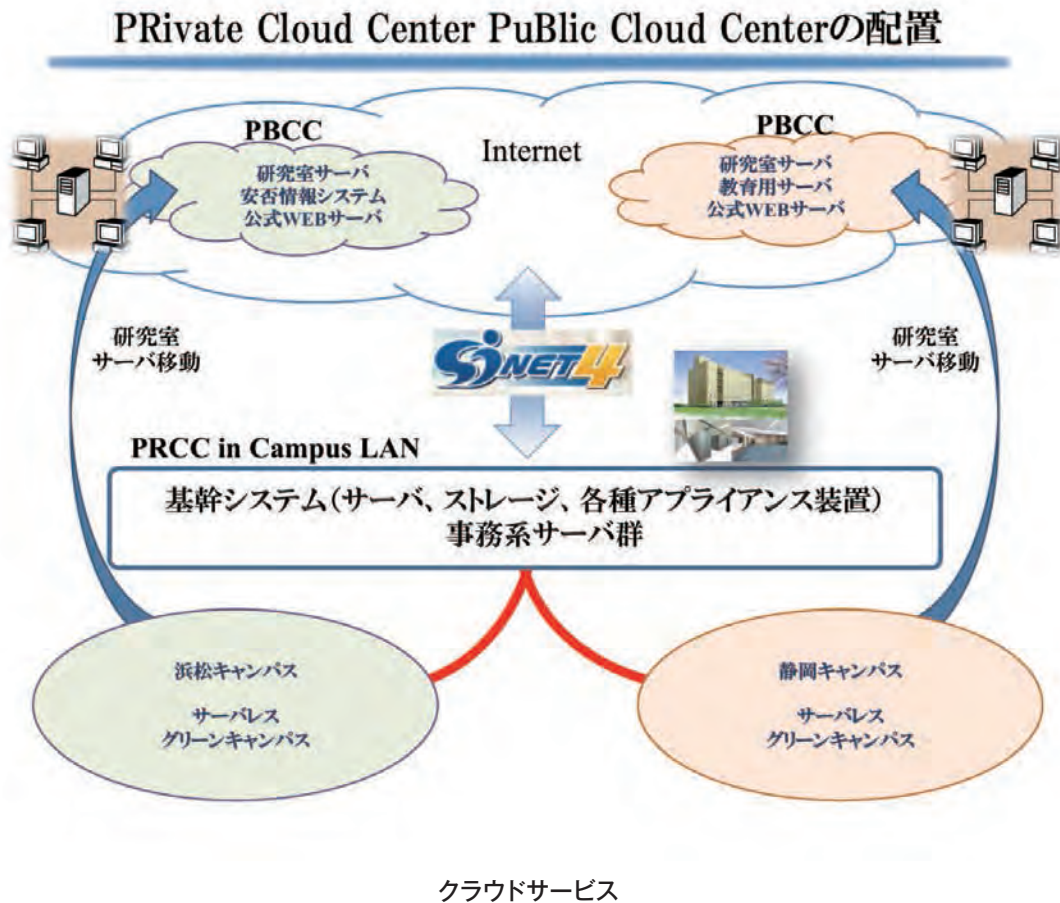 PRivate Cloud Center PuBlic Cloud Centerの配置
PBCC
研究室サーバ
安否情報システム
公式WEBサーバ
Internet
PBCC
研究室サーバ
教育用サーバ
公式WEBサーバ
研究室
サーバ移動
SINET4
研究室
サーバ移動
PRCC in Campus LAN
基幹システム(サーバ、ストレージ、各種アプライアンス装置)
事務系サーバ群
浜松キャンパス
サーバレス
グリーンキャンパス
静岡キャンパス
サーバレス
グリーンキャンパス
クラウドサービス